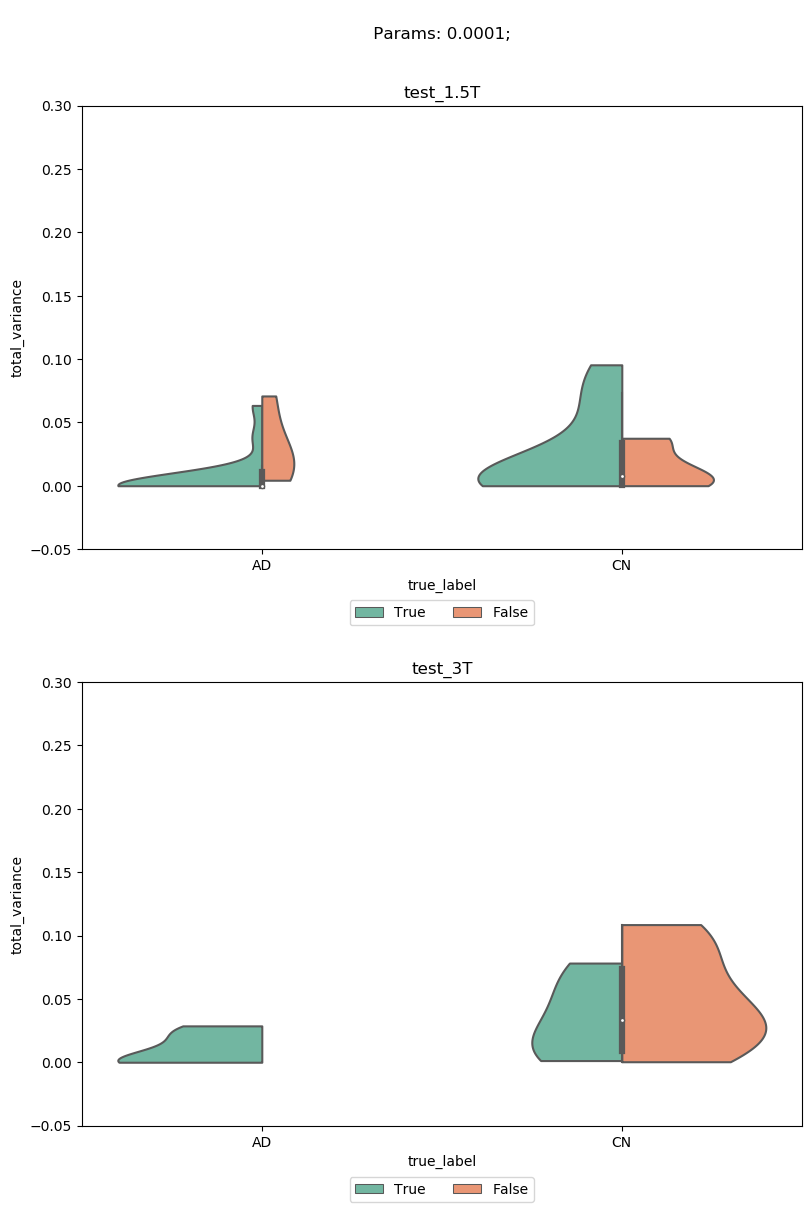 Params: 0.0001;
test_1.5T
0.30
0.25
0.20
0.15
0.10
0.05
0.00
−0.05
total_variance
AD CN
true_label
True False
test_3T
0.30
0.25
0.20
0.15
0.10
0.05
0.00
−0.05
total_variance
AD CN
true_label
True False